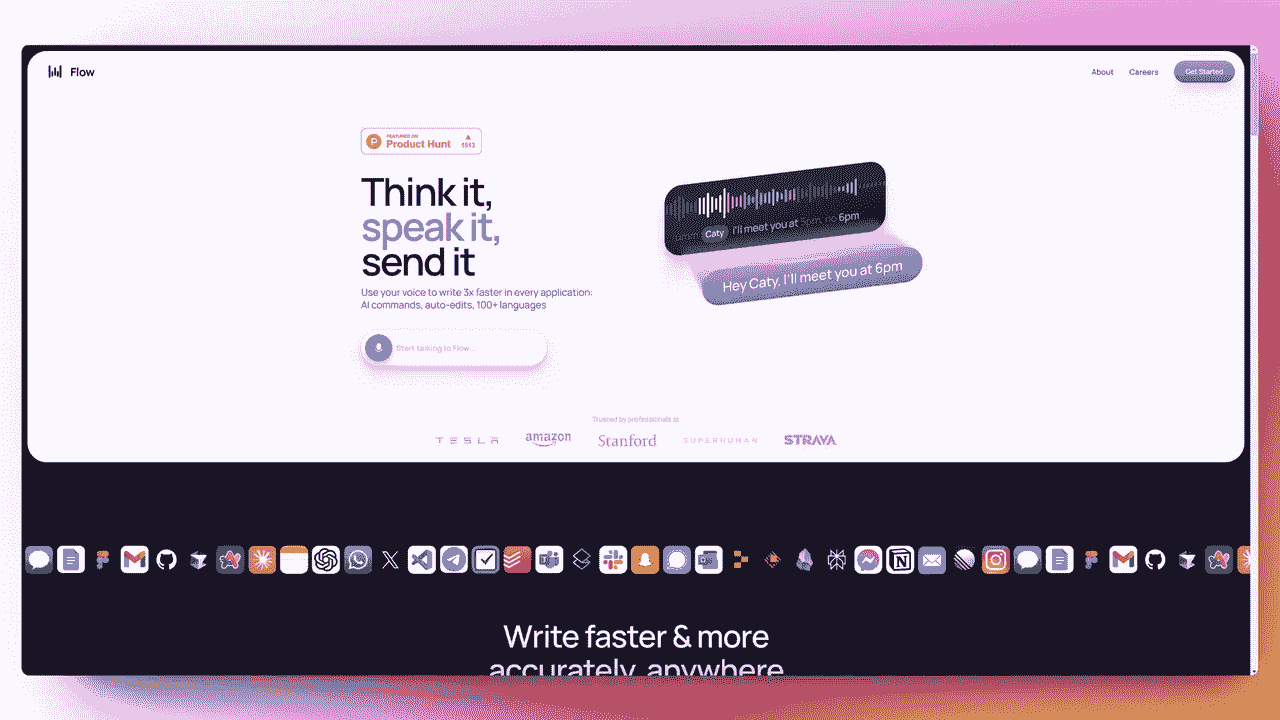 Flow
About
Careers
Get Started
FEATURED ON
Product Hunt
1513
Think it,
speak it,
send it
Use your voice to write 3x faster in every application:
AI commands, auto-edits, 100+ languages
Start talking to Flow...
umm Caty I'll meet you at 5pm, no 6pm
Hey Caty. I'll meet you at 6pm
Trusted by professionals at
TESLA
amazon
Stanford
SUPERHUMAN
STRAVA
Write faster & more
accurately, anywhere